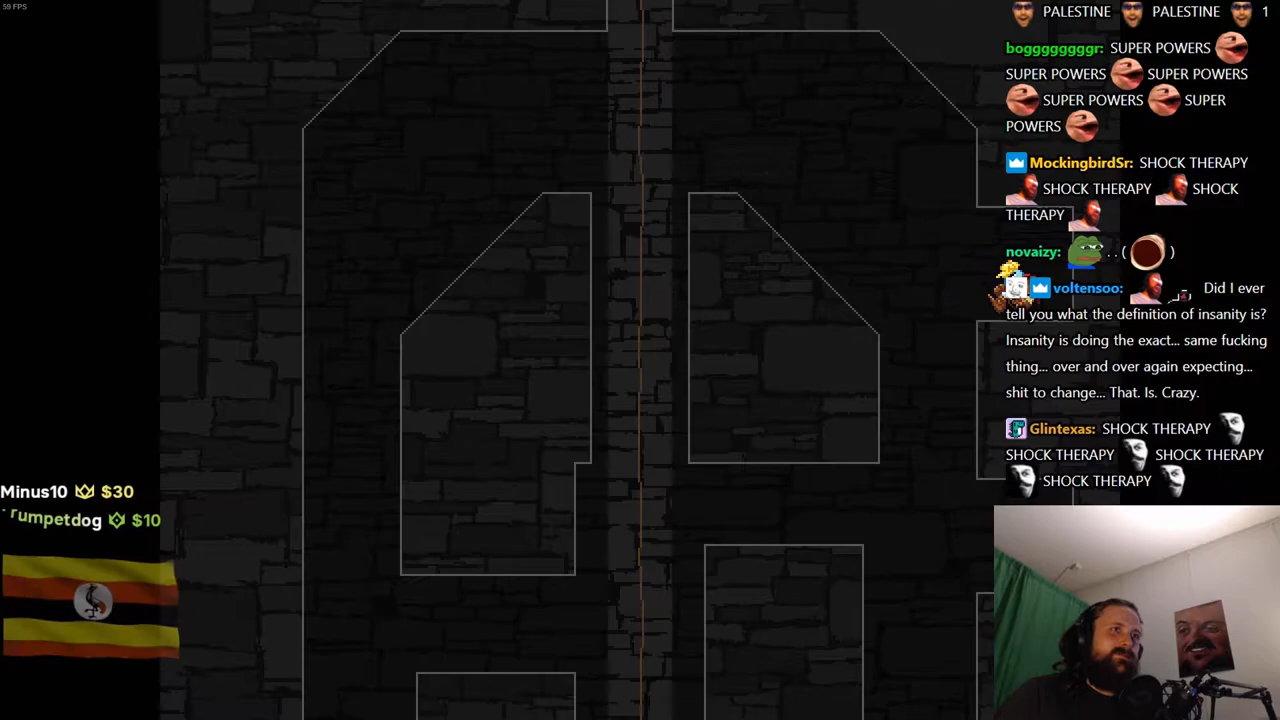 59 FPS
PALESTINE PALESTINE 1
bogggggggggr: SUPER POWERS
SUPER POWERS SUPER POWERS
SUPER POWERS SUPER
POWERS
MockingbirdSr: SHOCK THERAPY
SHOCK THERAPY SHOCK
THERAPY
novaizy: . . ( )
voltensoo: Did I ever
tell you what the definition of insanity is?
Insanity is doing the exact... same fucking
thing... over and over again expecting...
shit to change... That. Is. Crazy.
Glintexas: SHOCK THERAPY
SHOCK THERAPY SHOCK THERAPY
SHOCK THERAPY
Minus10 $30
Trumpetdog $10